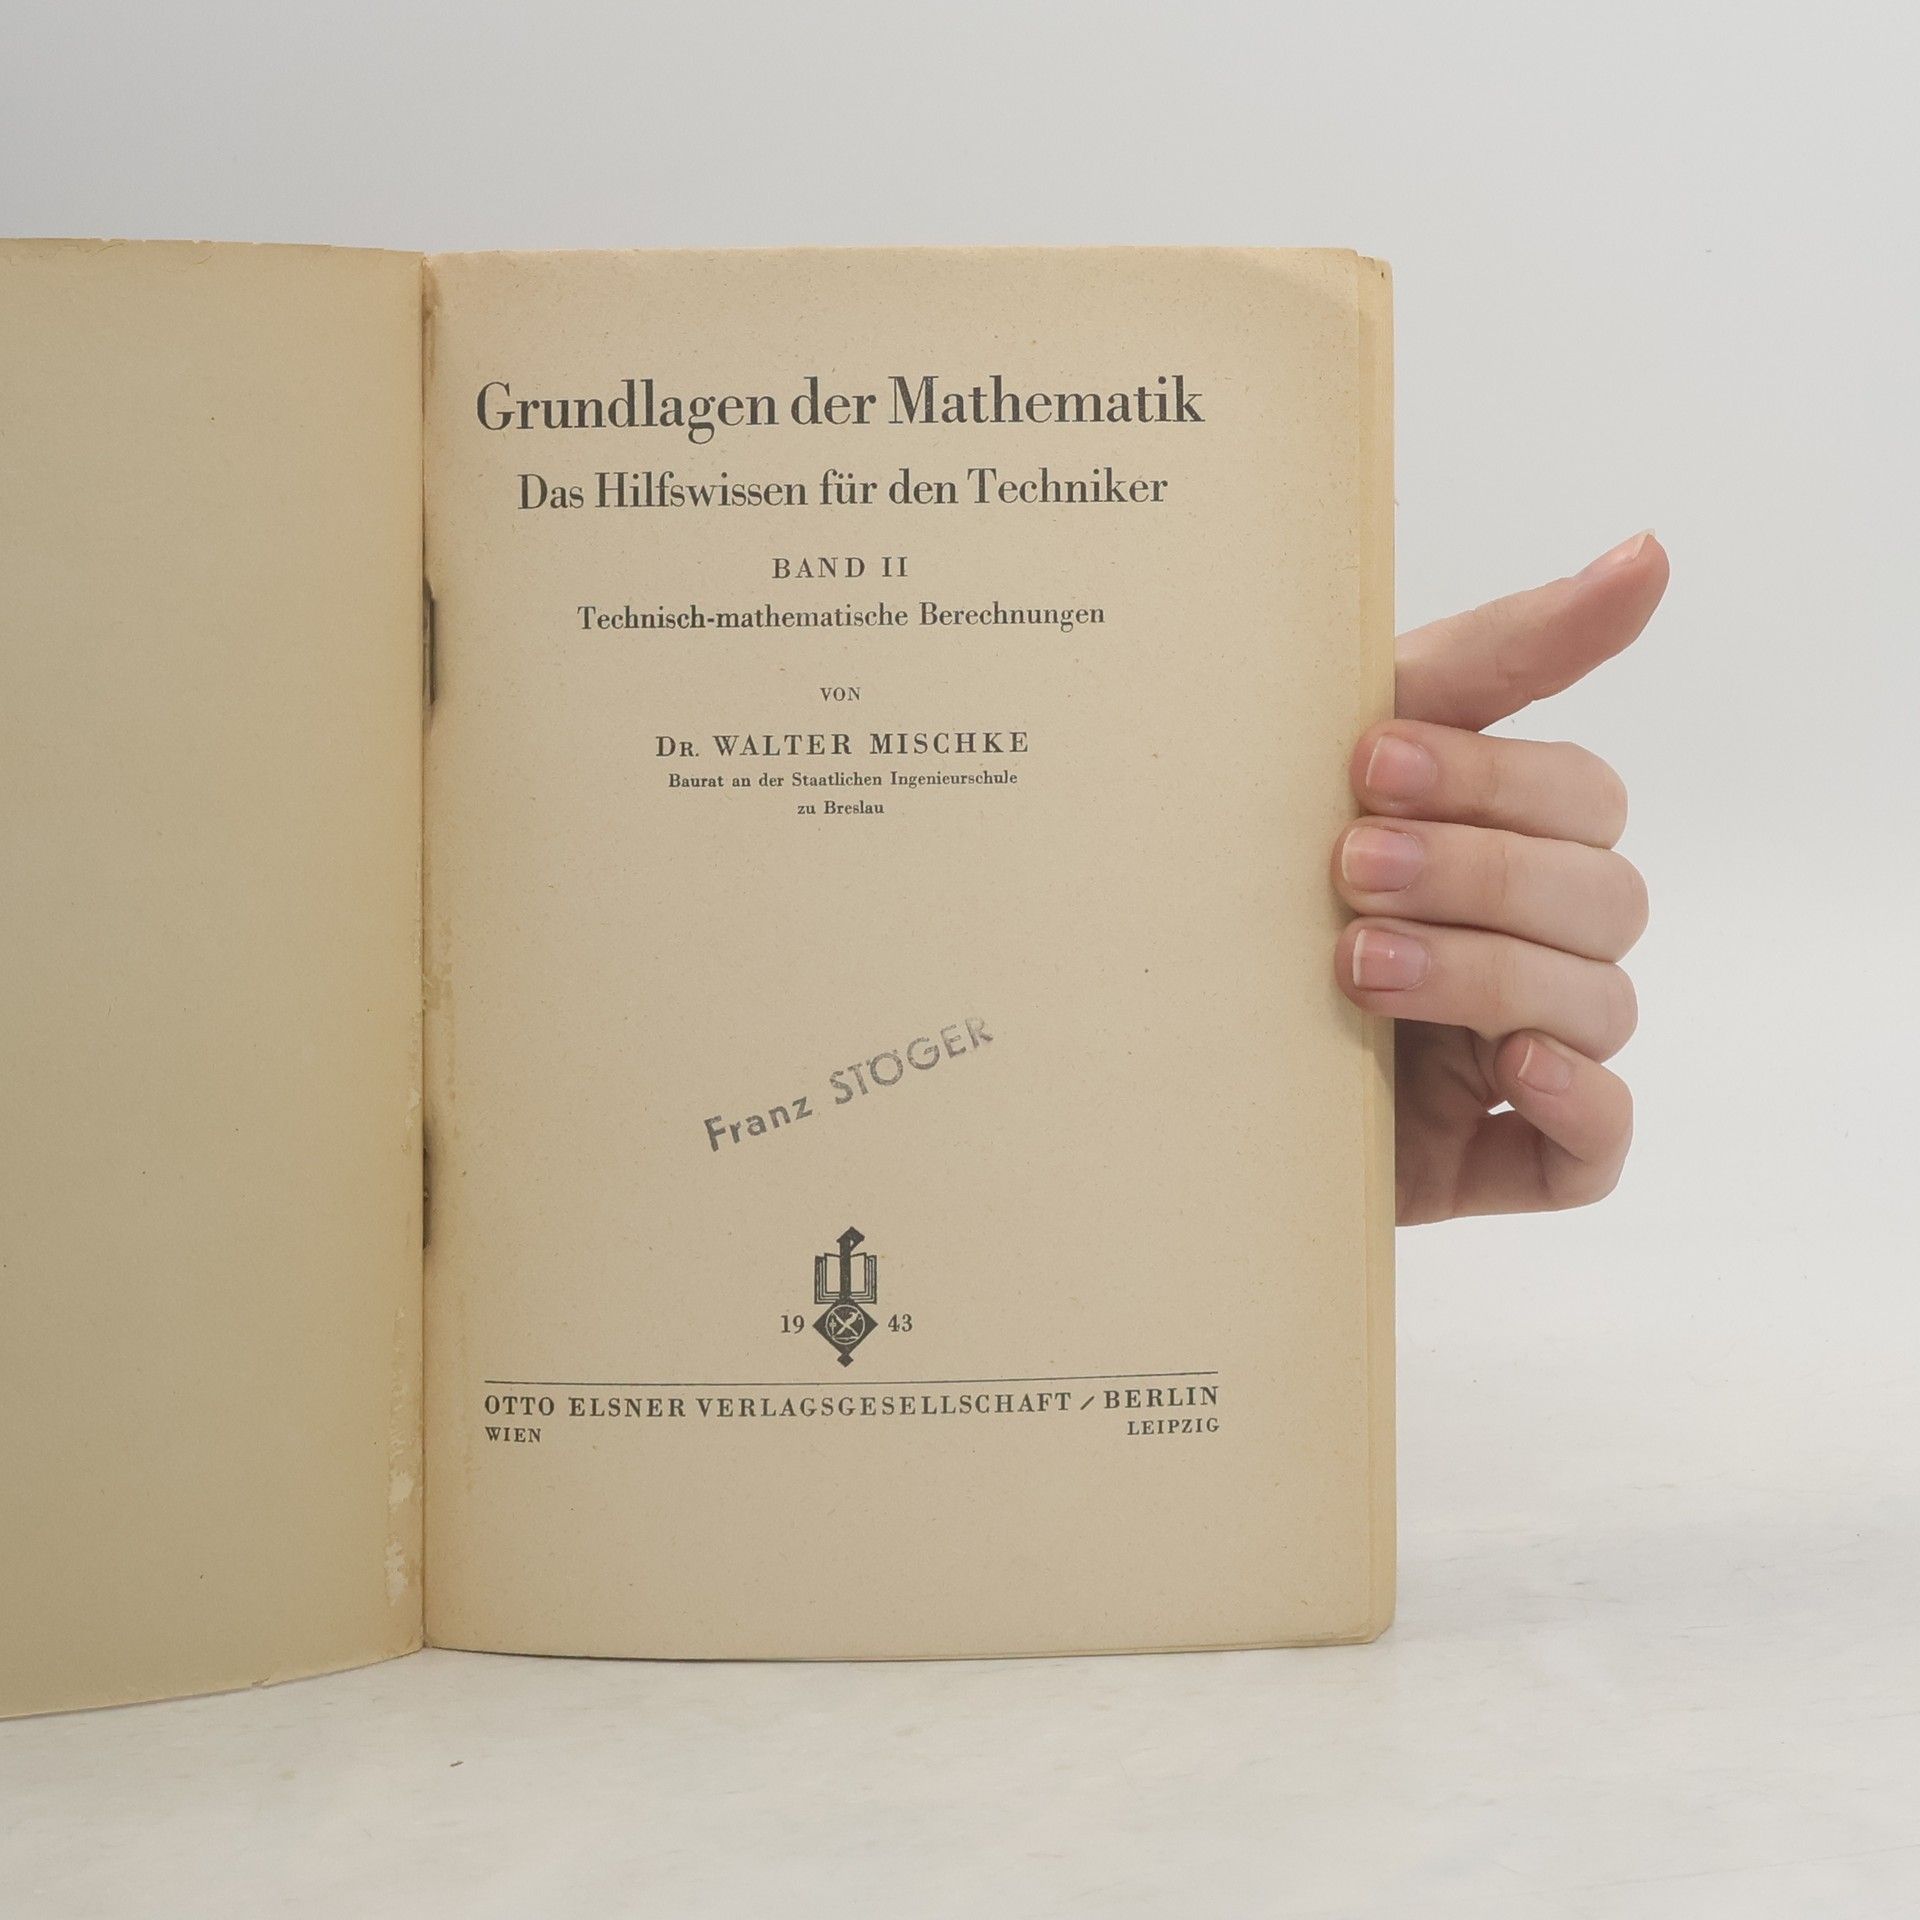 Grundlagen der Mathematik
Das Hilfswissen für den Techniker
BAND II
Technisch-mathematische Berechnungen
VON
DR. WALTER MISCHKE
Baurat an der Staatlichen Ingenieurschule
zu Breslau
Franz STÖGER
19 43
OTTO ELSNER VERLAGSGESELLSCHAFT / BERLIN
WIEN LEIPZIG